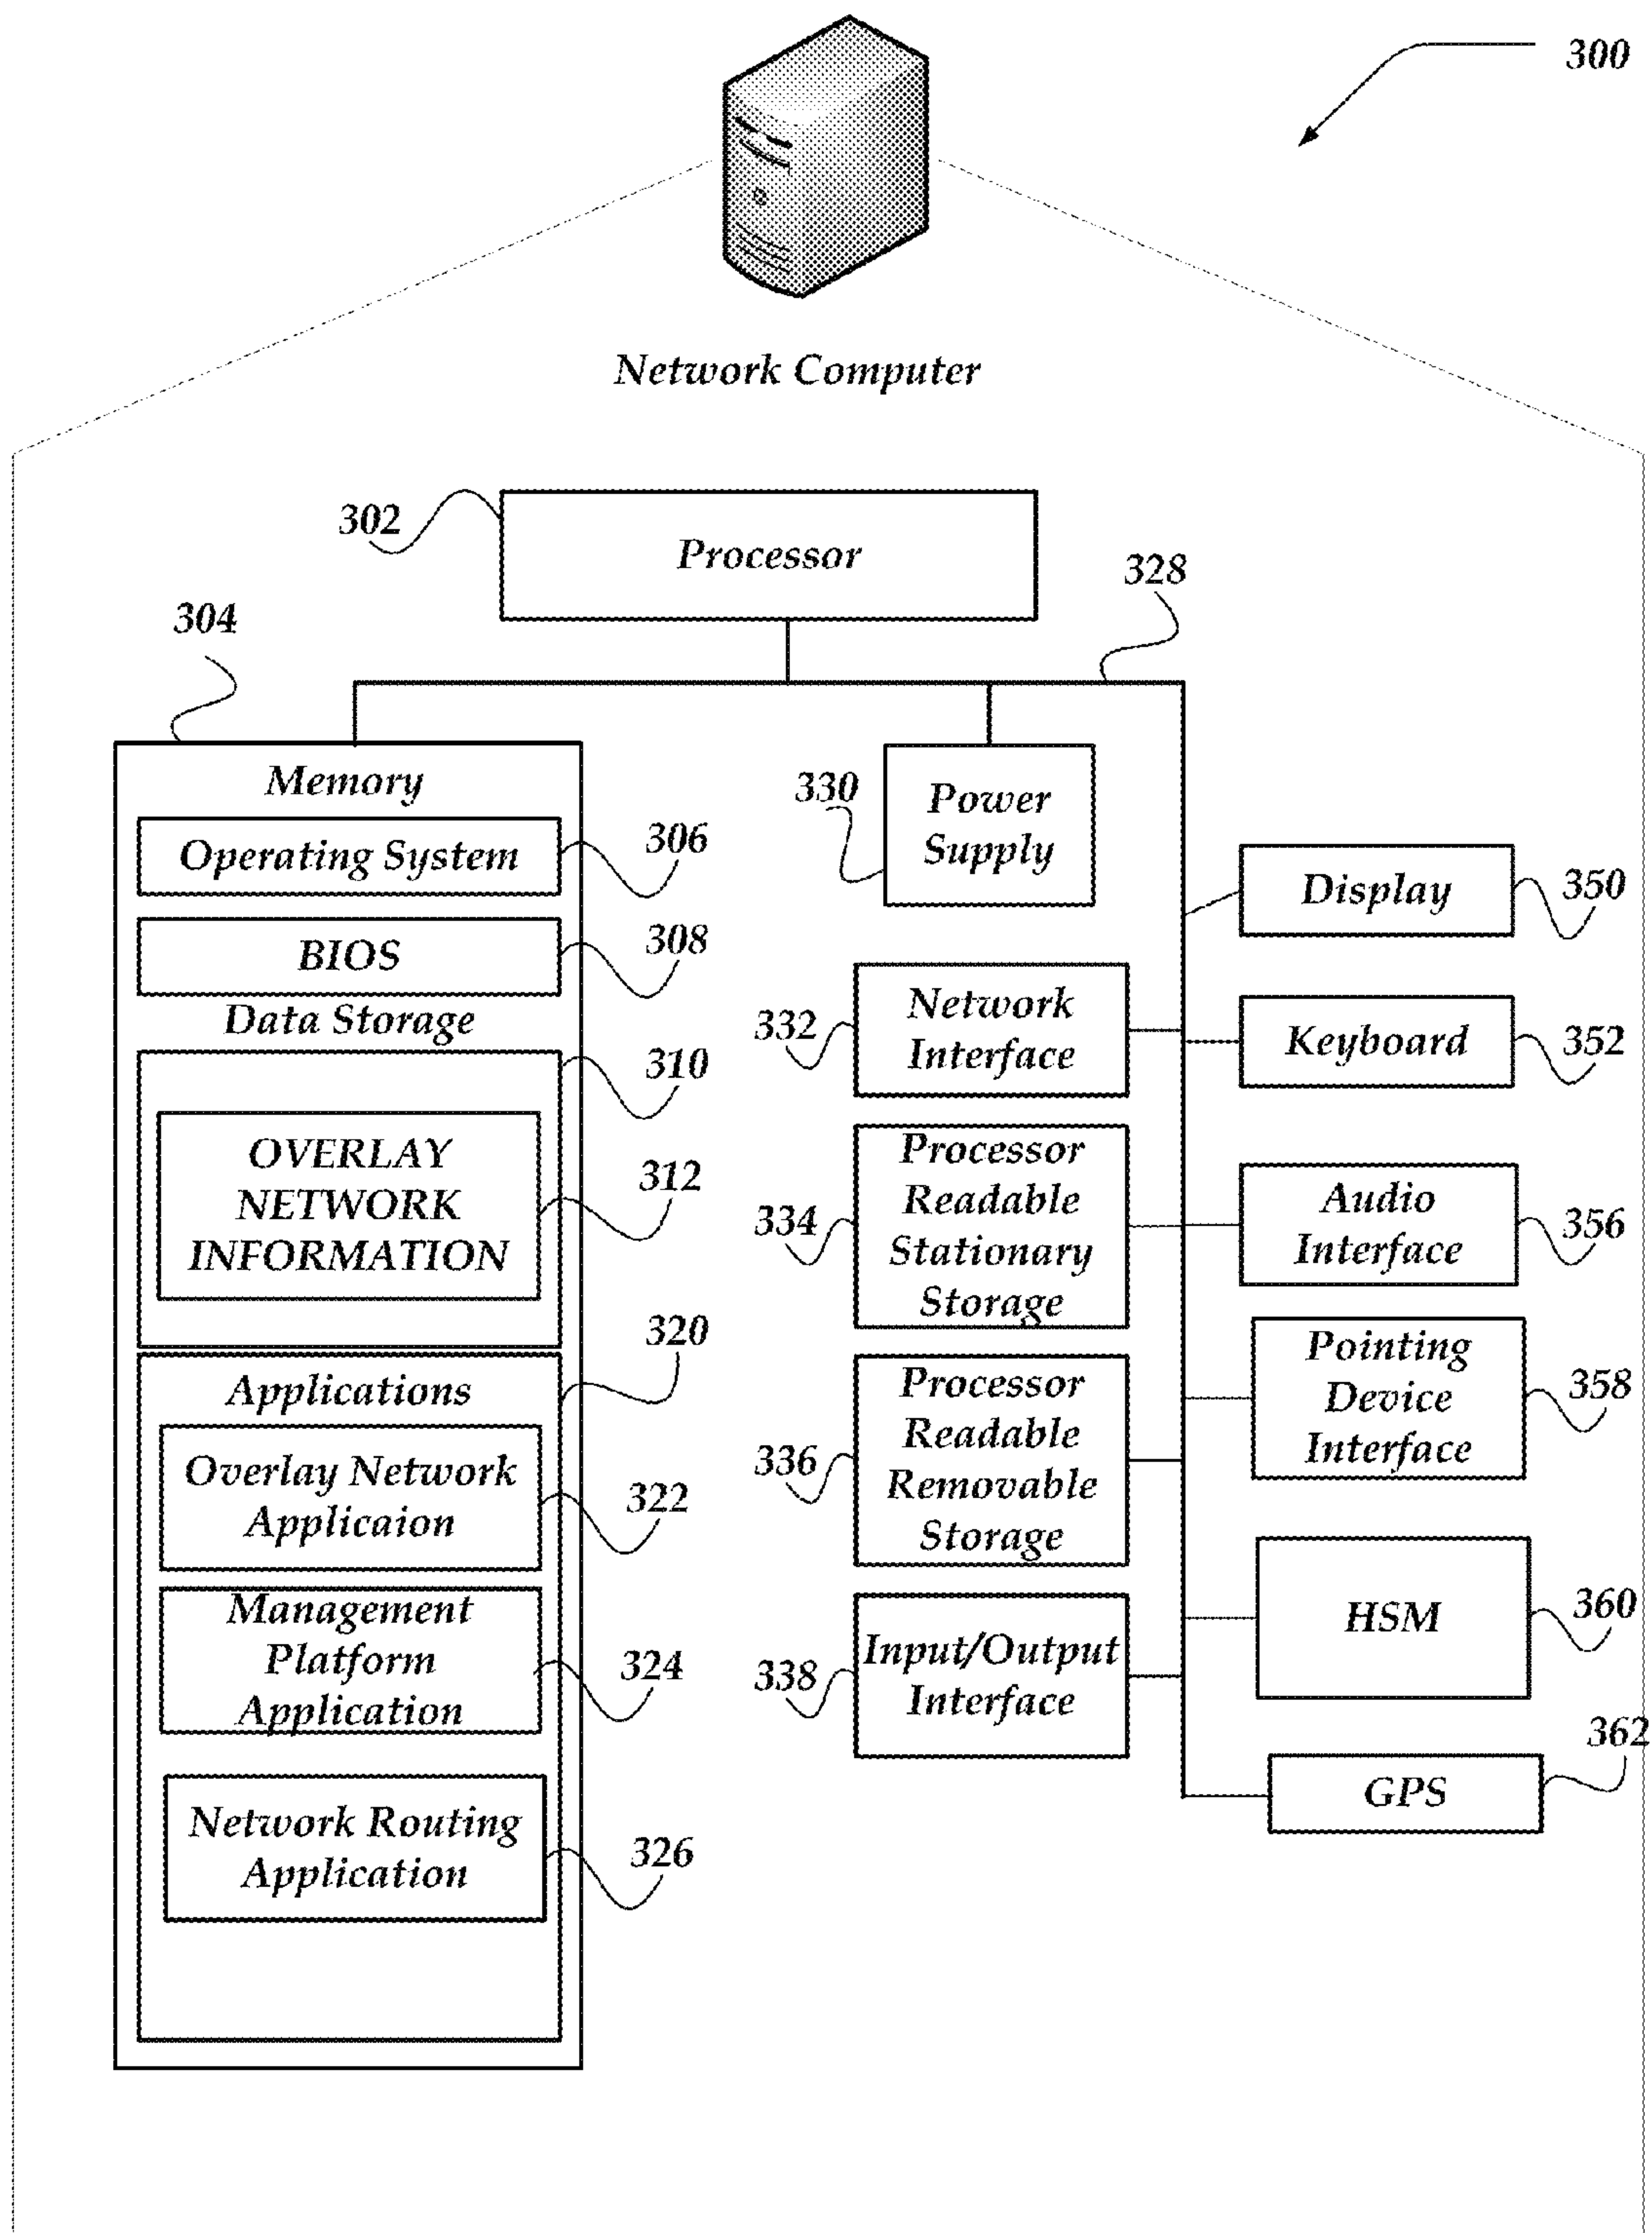 300
Network Computer
302
Processor
328
304
Memory
Operating System
306
BIOS
308
Data Storage
310
OVERLAY
NETWORK
INFORMATION
312
320
Applications
Overlay Network
Applicaion
322
Management
Platform
Application
324
Network Routing
Application
326
330
Power
Supply
332
Network
Interface
334
Processor
Readable
Stationary
Storage
336
Processor
Readable
Removable
Storage
338
Input/Output
Interface
Display
350
Keyboard
352
Audio
Interface
356
Pointing
Device
Interface
358
HSM
360
362
GPS